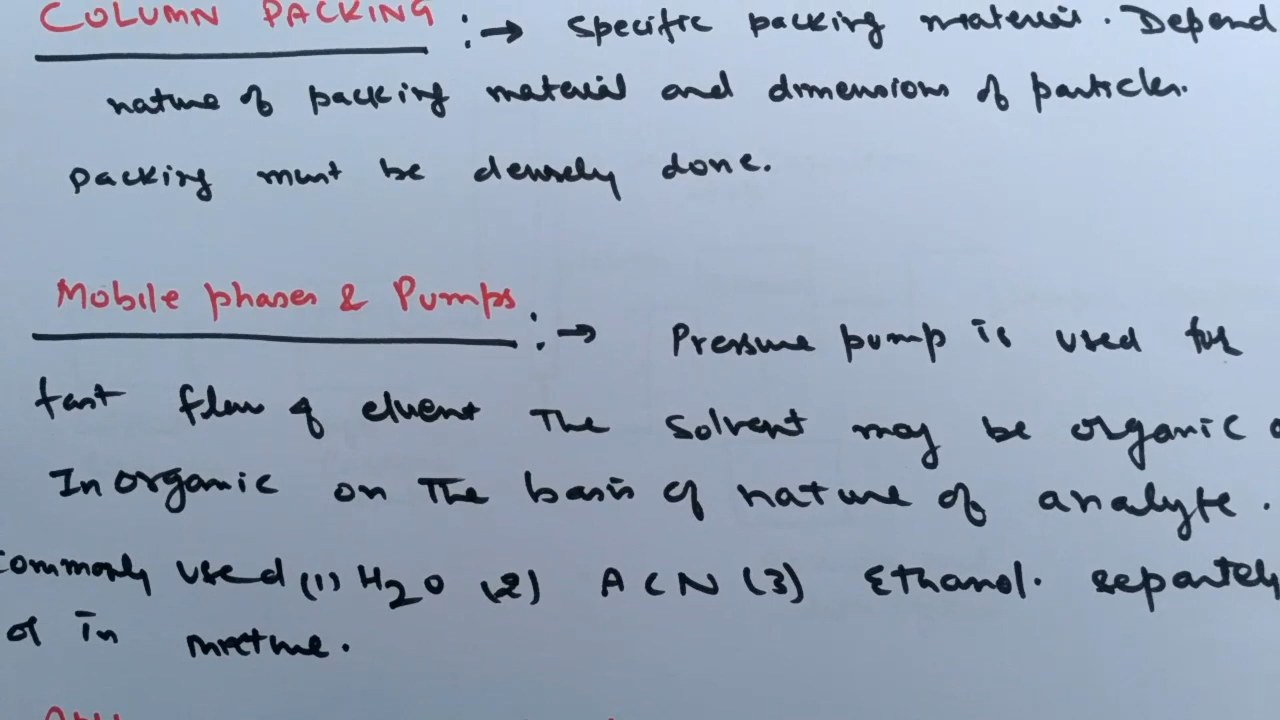 COLUMN PACKING :→ Specific packing material. Depend
nature of packing material and dimensions of particles.
packing must be densely done.
Mobile phases & Pumps :→ Pressure pump is used for
fast flow of eluent The Solvent may be organic o
Inorganic on The basis of nature of analyte.
commonly used (1) H2O (2) ACN (3) Ethanol. separtely
or in mixture.